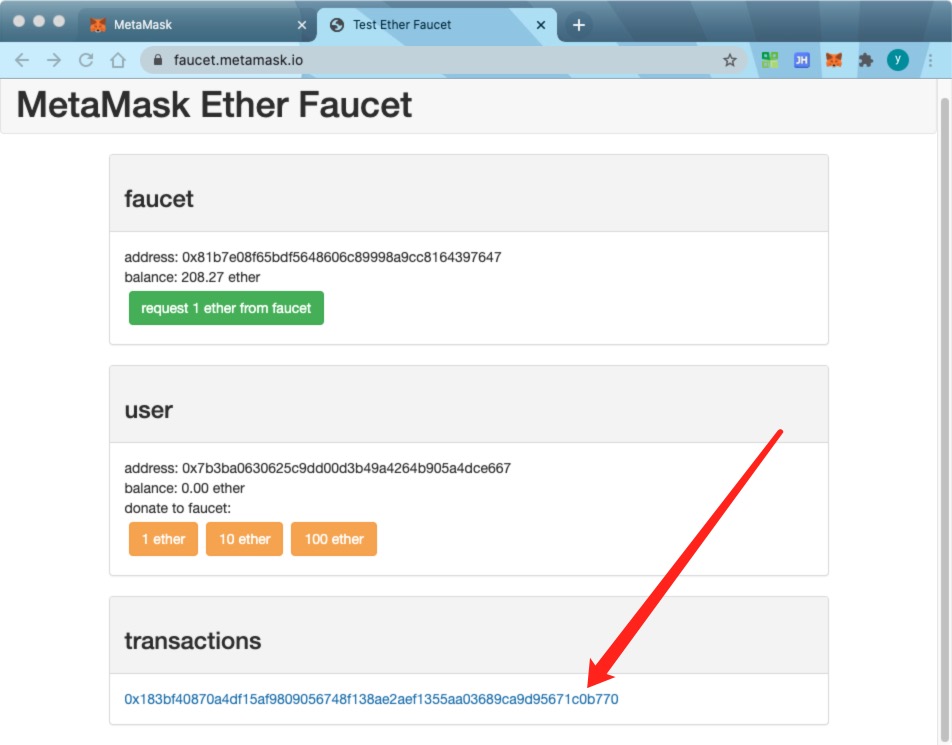 MetaMask
Test Ether Faucet
faucet.metamask.io
JH
y
MetaMask Ether Faucet
faucet
address: 0x81b7e08f65bdf5648606c89998a9cc8164397647
balance: 208.27 ether
request 1 ether from faucet
user
address: 0x7b3ba0630625c9dd00d3b49a4264b905a4dce667
balance: 0.00 ether
donate to faucet:
1 ether 10 ether 100 ether
transactions
0x183bf40870a4df15af9809056748f138ae2aef1355aa03689ca9d95671c0b770